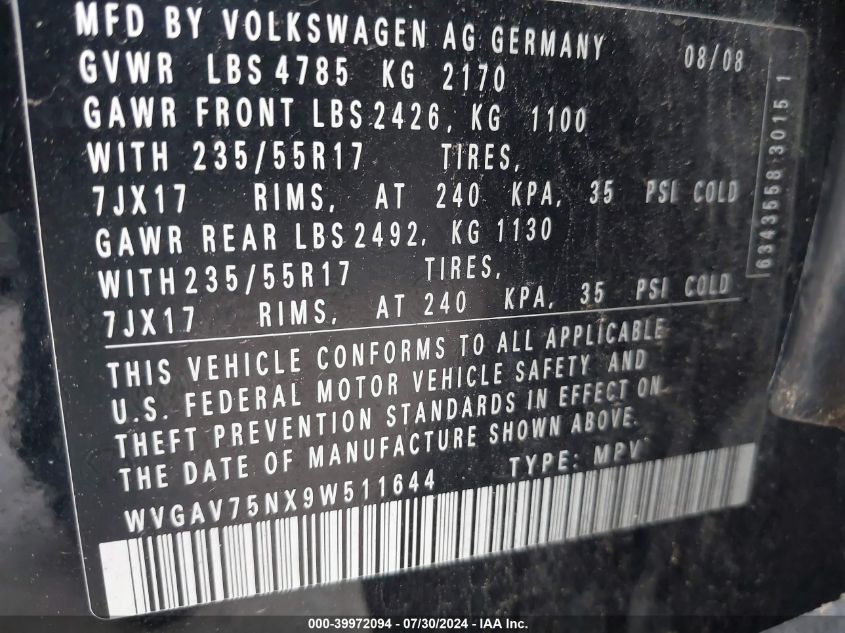 MFD BY VOLKSWAGEN AG GERMANY 08/08
GVWR LBS 4785 KG 2170
GAWR FRONT LBS 2426, KG 1100
WITH 235/55R17 TIRES,
7JX17 RIMS, AT 240 KPA, 35 PSI COLD
GAWR REAR LBS 2492, KG 1130
WITH 235/55R17 TIRES,
7JX17 RIMS, AT 240 KPA, 35 PSI COLD
THIS VEHICLE CONFORMS TO ALL APPLICABLE
U.S. FEDERAL MOTOR VEHICLE SAFETY AND
THEFT PREVENTION STANDARDS IN EFFECT ON
THE DATE OF MANUFACTURE SHOWN ABOVE.
WVGAV75NX9W511644 TYPE: MPV
6343558 3015 1
000-39972094 - 07/30/2024 - IAA Inc.